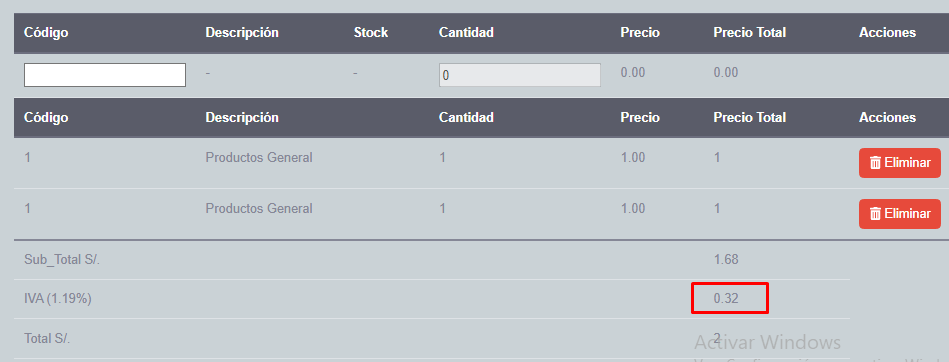 Código Descripción Stock Cantidad Precio Precio Total Acciones
- - 0 0.00 0.00
Código Descripción Cantidad Precio Precio Total Acciones
1 Productos General 1 1.00 1 Eliminar
1 Productos General 1 1.00 1 Eliminar
Sub_Total S/. 1.68
IVA (1.19%) 0.32
Total S/. 2
Activar Windows